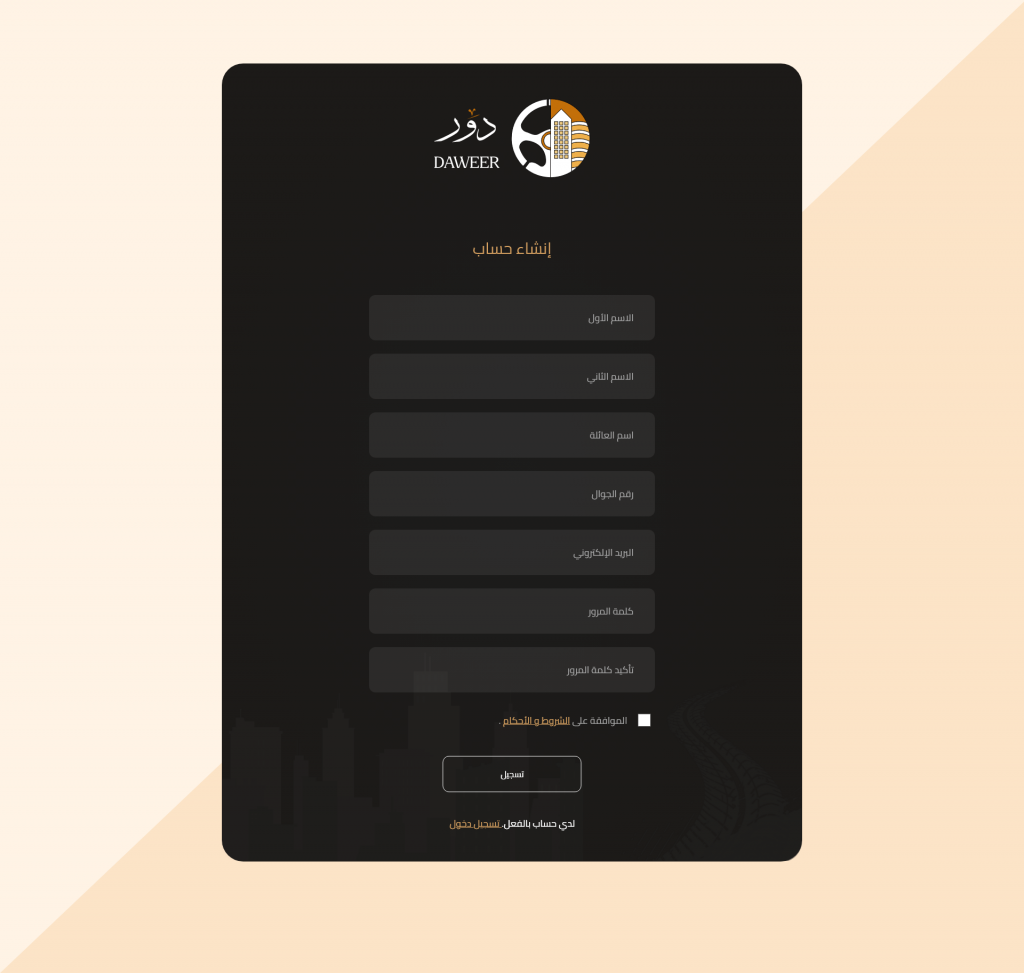 دوّر
DAWEER
إنشاء حساب
الاسم الأول
الاسم الثاني
اسم العائلة
رقم الجوال
البريد الإلكتروني
كلمة المرور
تأكيد كلمة المرور
الموافقة على الشروط و الأحكام .
تسجيل
لدي حساب بالفعل. تسجيل دخول